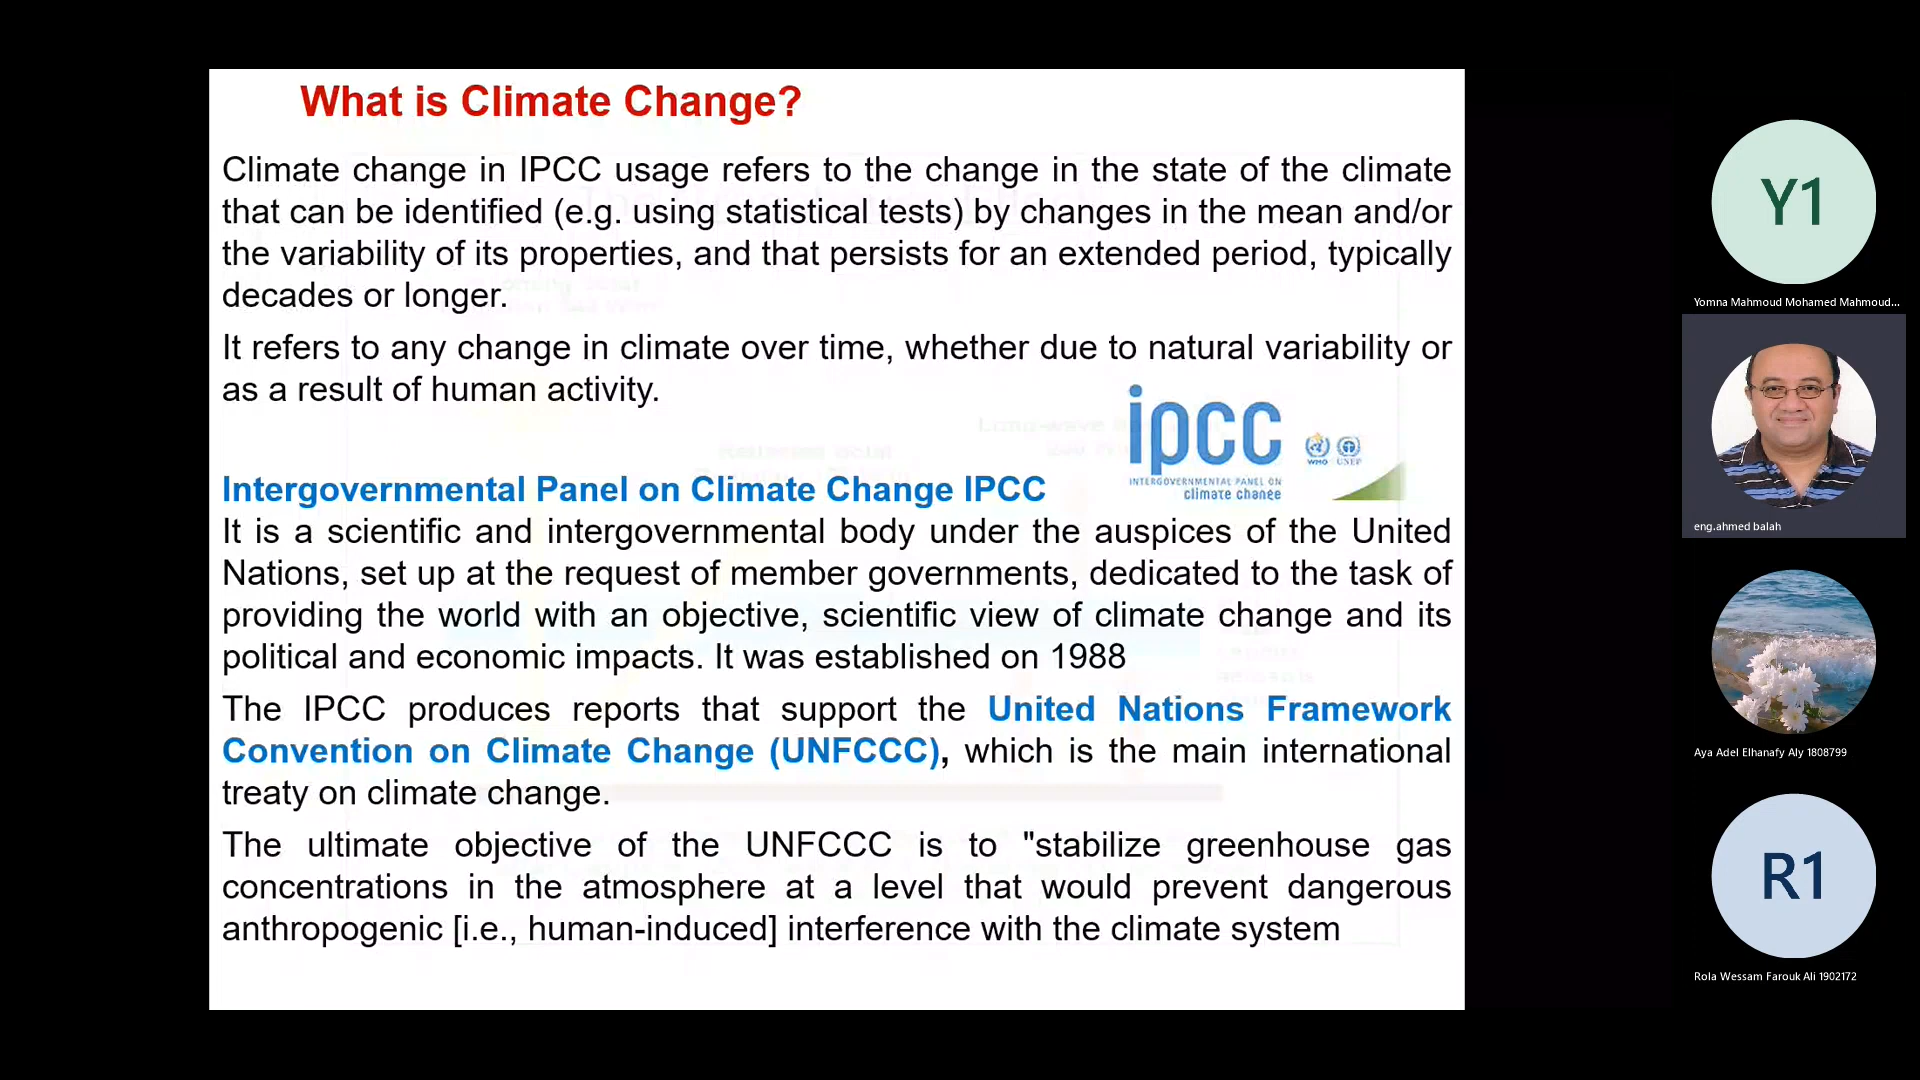 What is Climate Change?
Climate change in IPCC usage refers to the change in the state of the climate
that can be identified (e.g. using statistical tests) by changes in the mean and/or
the variability of its properties, and that persists for an extended period, typically
decades or longer.
It refers to any change in climate over time, whether due to natural variability or
as a result of human activity.
ipcc
INTERGOVERNMENTAL PANEL ON
climate change
WMO UNEP
Intergovernmental Panel on Climate Change IPCC
It is a scientific and intergovernmental body under the auspices of the United
Nations, set up at the request of member governments, dedicated to the task of
providing the world with an objective, scientific view of climate change and its
political and economic impacts. It was established on 1988
The IPCC produces reports that support the United Nations Framework
Convention on Climate Change (UNFCCC), which is the main international
treaty on climate change.
The ultimate objective of the UNFCCC is to "stabilize greenhouse gas
concentrations in the atmosphere at a level that would prevent dangerous
anthropogenic [i.e., human-induced] interference with the climate system
Y1
Yomna Mahmoud Mohamed Mahmoud...
eng.ahmed balah
Aya Adel Elhanafy Aly 1808799
R1
Rola Wessam Farouk Ali 1902172